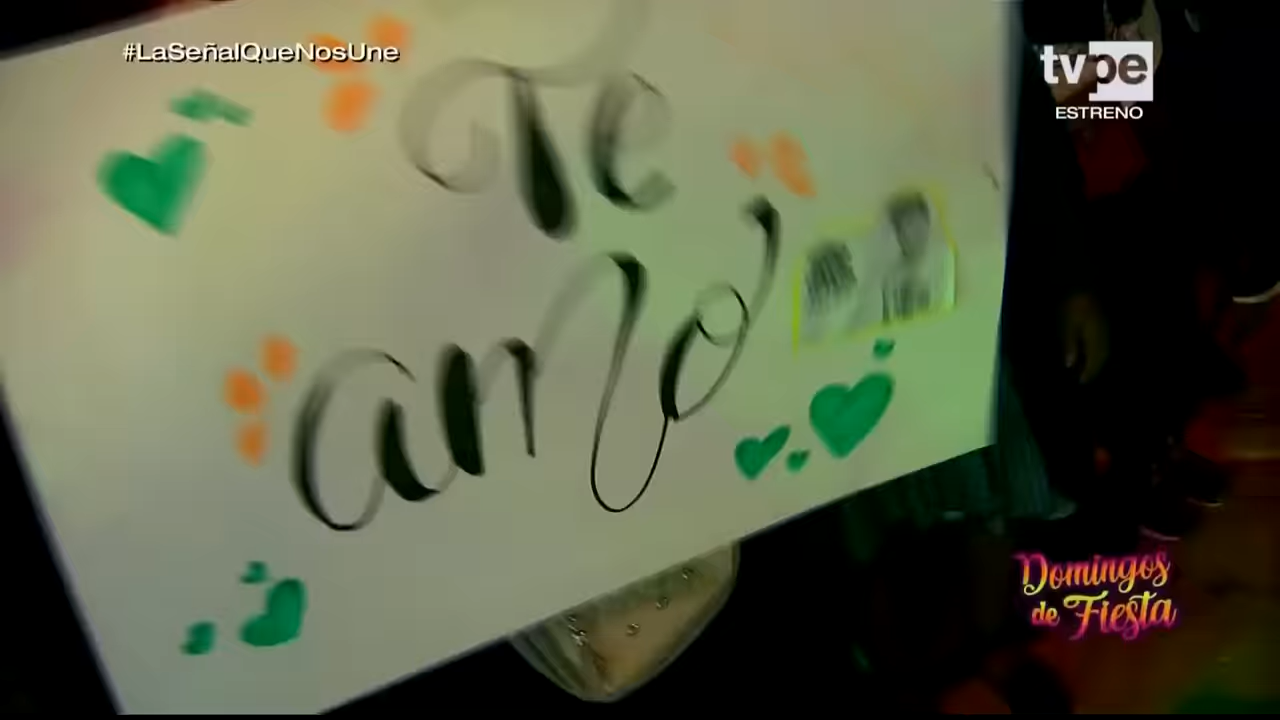 #LaSeñalQueNosUne
tvpe
ESTRENO
Te
amo
Domingos
de Fiesta